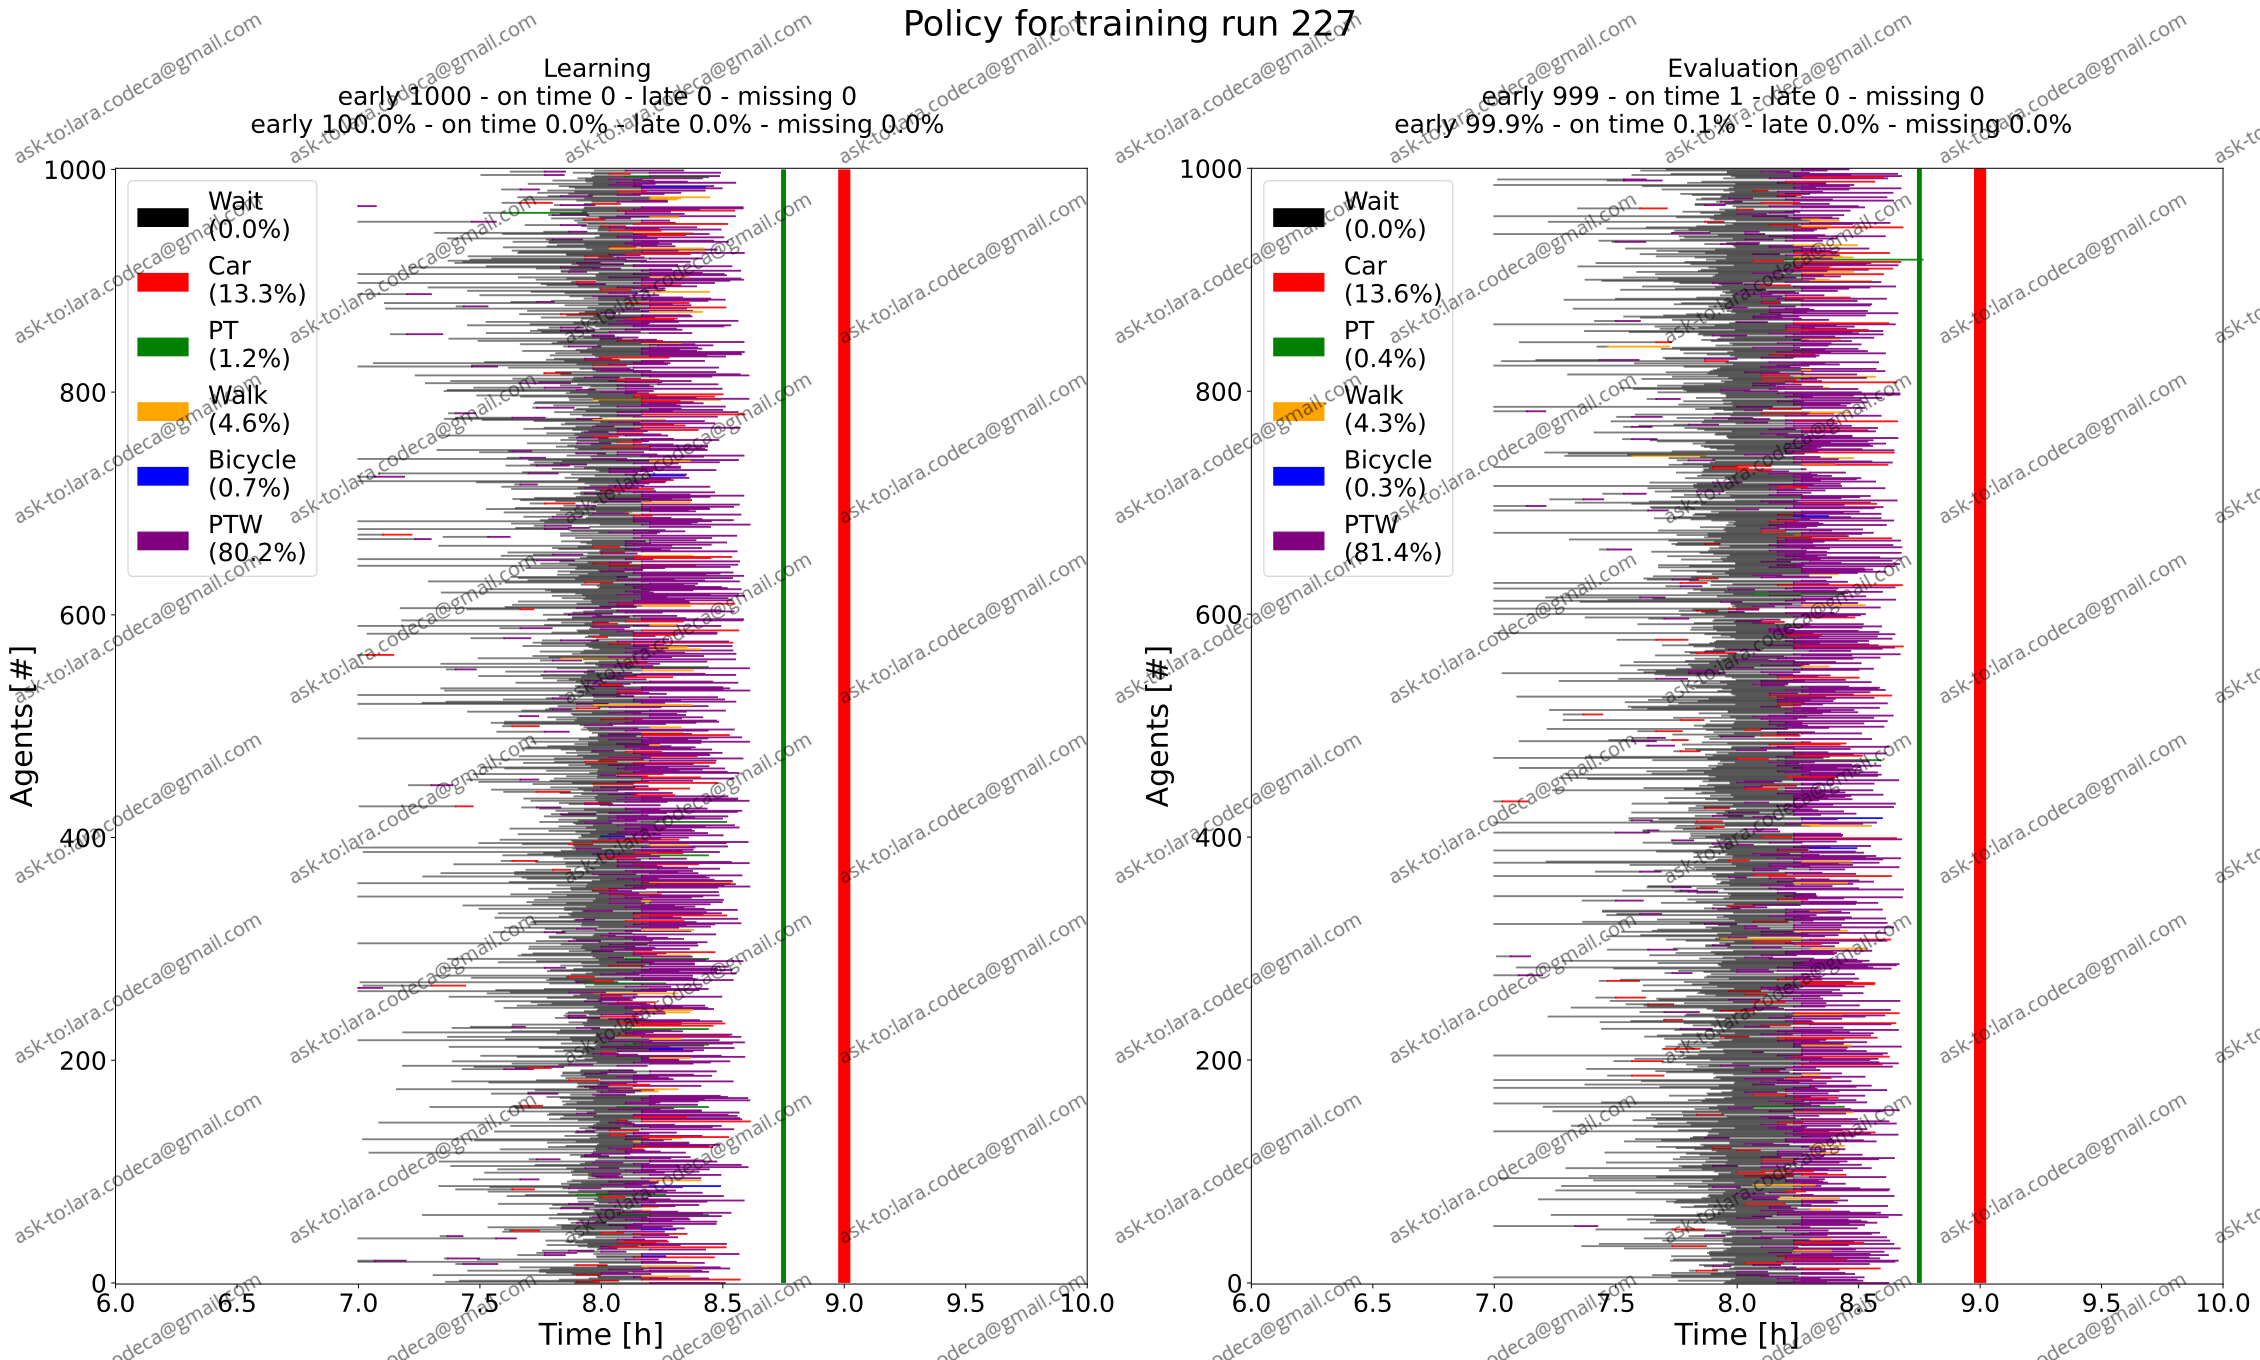 Policy for training run 227
Learning
early 1000 - on time 0 - late 0 - missing 0
early 100.0% - on time 0.0% - late 0.0% - missing 0.0%
Wait
(0.0%)
Car
(13.3%)
PT
(1.2%)
Walk
(4.6%)
Bicycle
(0.7%)
PTW
(80.2%)
1000
800
600
400
200
0
Agents [#]
6.0 6.5 7.0 7.5 8.0 8.5 9.0 9.5 10.0
Time [h]
Evaluation
early 999 - on time 1 - late 0 - missing 0
early 99.9% - on time 0.1% - late 0.0% - missing 0.0%
Wait
(0.0%)
Car
(13.6%)
PT
(0.4%)
Walk
(4.3%)
Bicycle
(0.3%)
PTW
(81.4%)
1000
800
600
400
200
0
Agents [#]
6.0 6.5 7.0 7.5 8.0 8.5 9.0 9.5 10.0
Time [h]
ask-to:lara.codeca@gmail.com